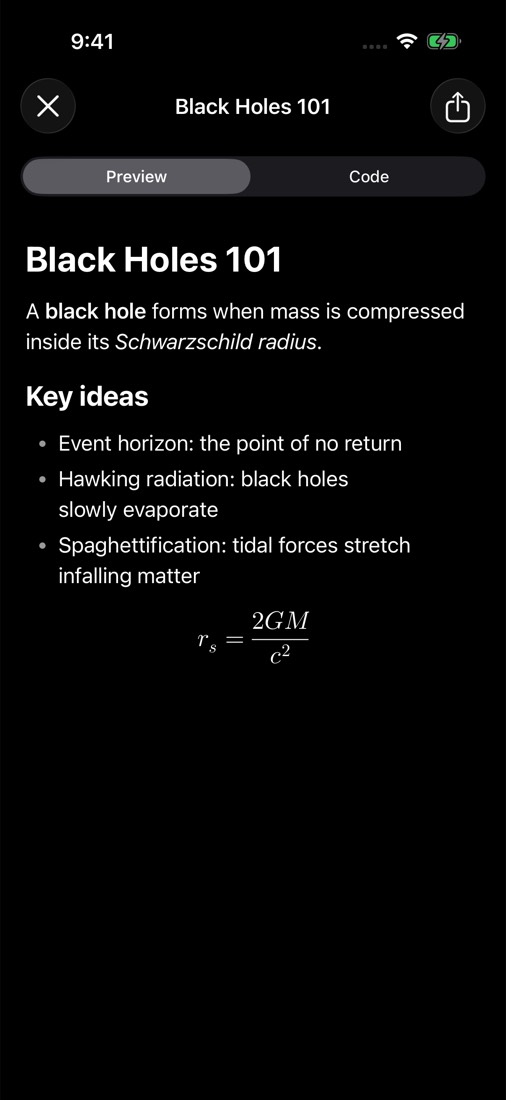 9:41
Black Holes 101
Preview Code
Black Holes 101
A black hole forms when mass is compressed
inside its Schwarzschild radius.
Key ideas
• Event horizon: the point of no return
• Hawking radiation: black holes
slowly evaporate
• Spaghettification: tidal forces stretch
infalling matter
r_s = 2GM / c^2